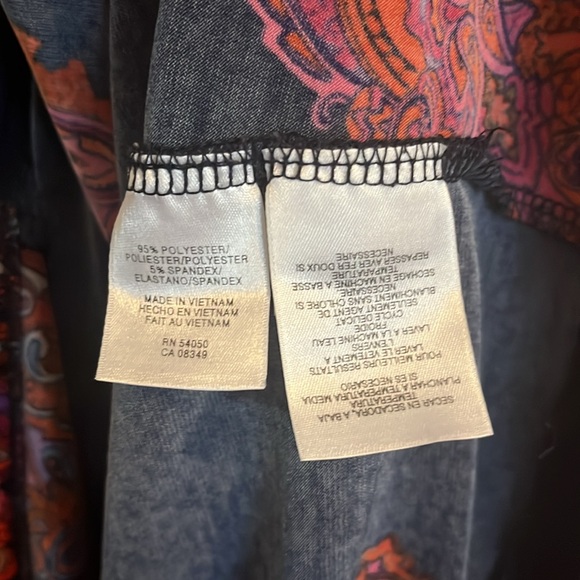 95% POLYESTER/
POLIESTER/POLYESTER
5% SPANDEX/
ELASTANO/SPANDEX
MADE IN VIETNAM
HECHO EN VIETNAM
FAIT AU VIETNAM
RN 54050
CA 08349
SECAR EN SECADORA, A BAJA
TEMPERATURA
PLANCHAR A TEMPERATURA MEDIA
SI ES NECESARIO
POUR MEILLEURS RESULTATS
LAVER LE VETEMENT A
L'ENVERS
LAVER A LA MACHINE L'EAU
FROIDE
CYCLE DELICAT
SEULEMENT AGENT DE
BLANCHIMENT SANS CHLORE SI
NECESSAIRE
SECHAGE EN MACHINE A BASSE
TEMPARATURE
REPASSER AVER FER DOUX SI
NECESSAIRE